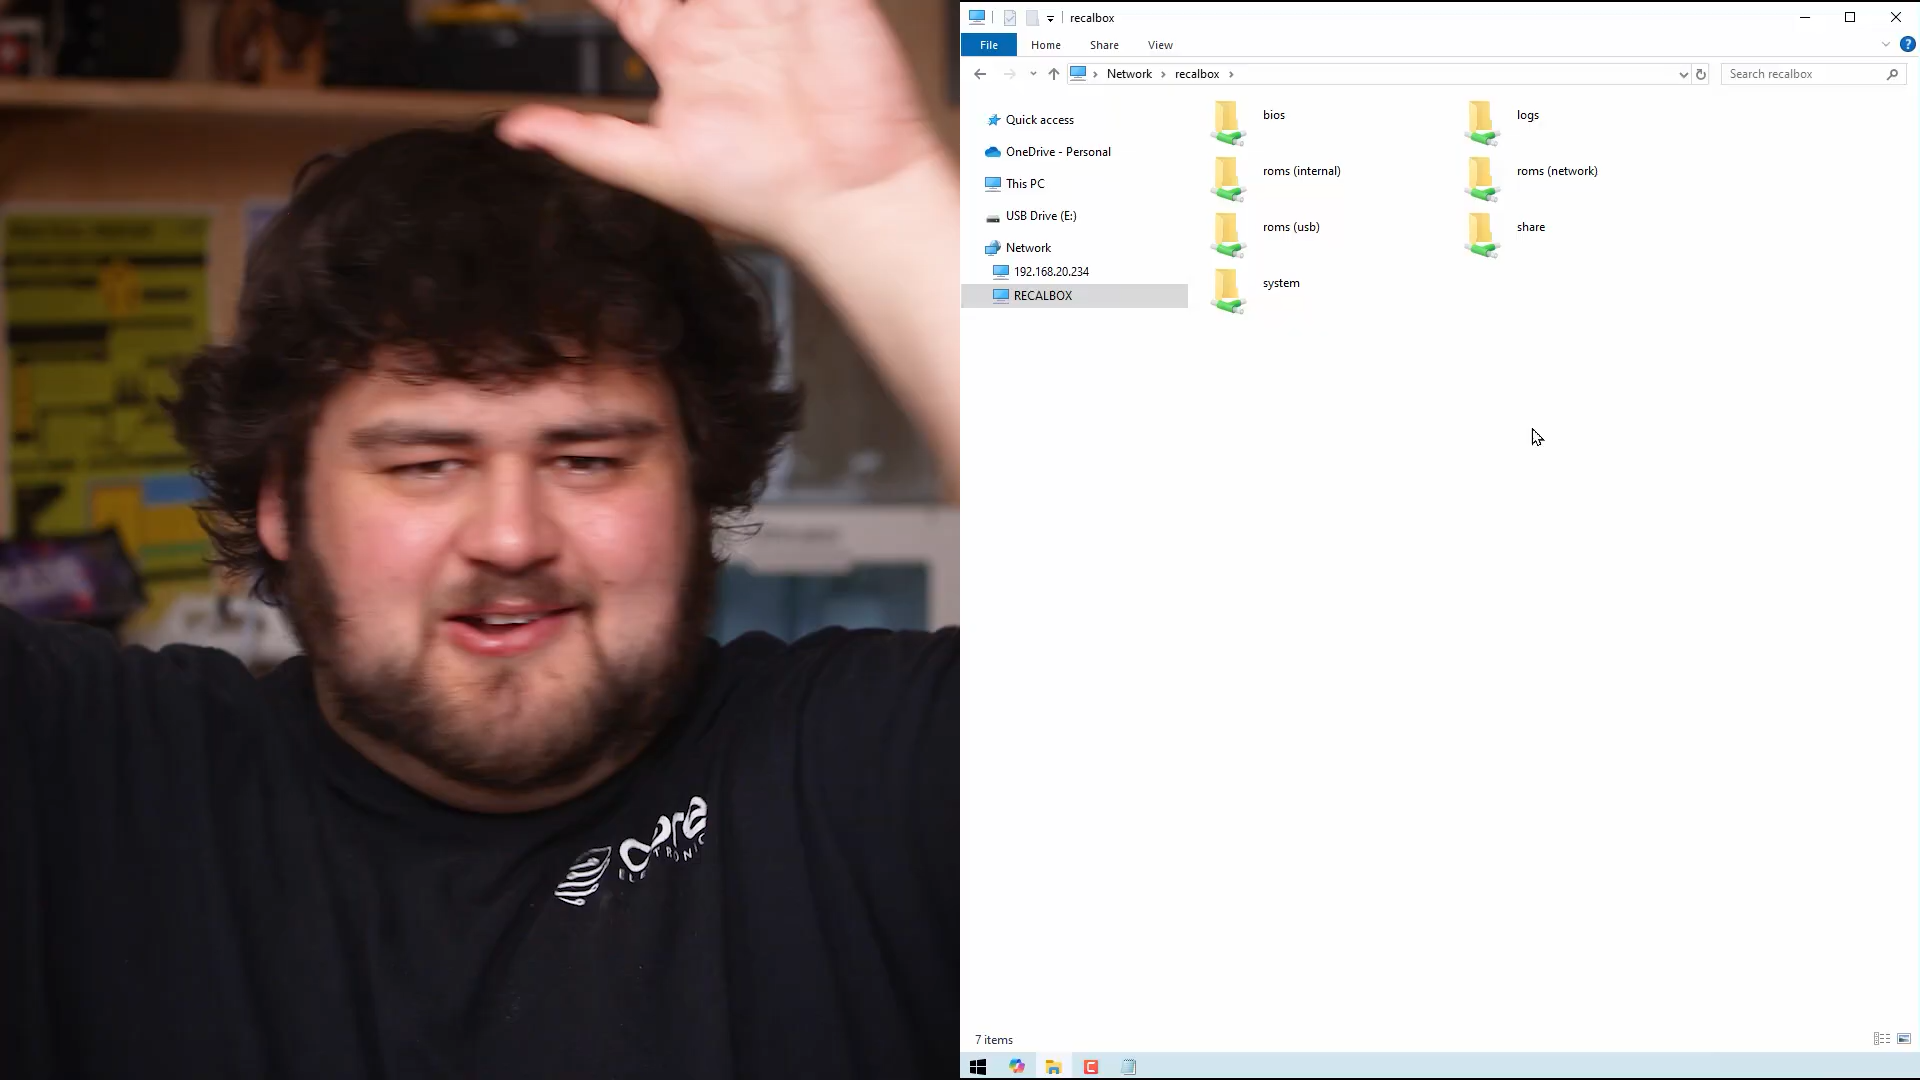 recalbox
File Home Share View
Network > recalbox >
Search recalbox
Quick access
OneDrive - Personal
This PC
USB Drive (E:)
Network
192.168.20.234
RECALBOX
bios
logs
roms (internal)
roms (network)
roms (usb)
share
system
7 items
core
ELECTRONICS